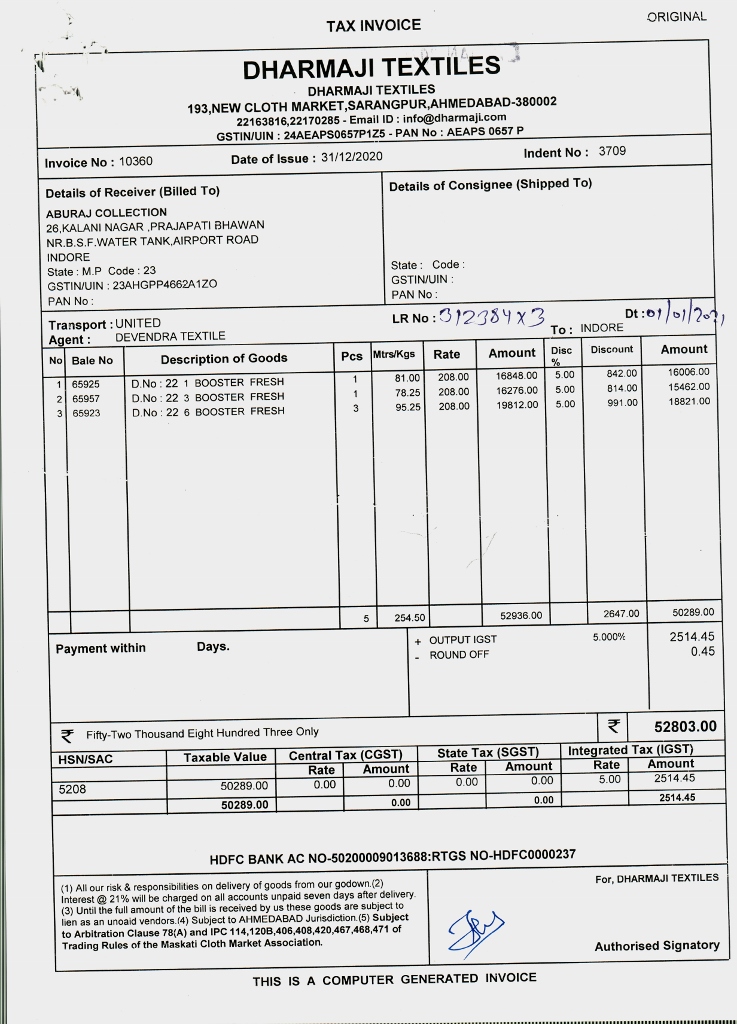 ORIGINAL
TAX INVOICE
DHARMAJI TEXTILES
DHARMAJI TEXTILES
193,NEW CLOTH MARKET,SARANGPUR,AHMEDABAD-380002
22163816,22170285 - Email ID : info@dharmaji.com
GSTIN/UIN : 24AEAPS0657P1Z5 - PAN No : AEAPS 0657 P
Invoice No : 10360 Date of Issue : 31/12/2020 Indent No : 3709
Details of Receiver (Billed To)
ABURAJ COLLECTION
26,KALANI NAGAR ,PRAJAPATI BHAWAN
NR.B.S.F.WATER TANK,AIRPORT ROAD
INDORE
State : M.P Code : 23
GSTIN/UIN : 23AHGPP4662A1ZO
PAN No :
Details of Consignee (Shipped To)
State : Code :
GSTIN/UIN :
PAN No :
Transport : UNITED LR No : 312384x3 Dt : 01/01/2021
Agent : DEVENDRA TEXTILE To : INDORE
No Bale No Description of Goods Pcs Mtrs/Kgs Rate Amount Disc % Discount Amount
1 65925 D.No : 22 1 BOOSTER FRESH 1 81.00 208.00 16848.00 5.00 842.00 16006.00
2 65957 D.No : 22 3 BOOSTER FRESH 1 78.25 208.00 16276.00 5.00 814.00 15462.00
3 65923 D.No : 22 6 BOOSTER FRESH 3 95.25 208.00 19812.00 5.00 991.00 18821.00
5 254.50 52936.00 2647.00 50289.00
Payment within Days.
+ OUTPUT IGST 5.000% 2514.45
- ROUND OFF 0.45
₹ Fifty-Two Thousand Eight Hundred Three Only ₹ 52803.00
HSN/SAC Taxable Value Central Tax (CGST) State Tax (SGST) Integrated Tax (IGST)
Rate Amount Rate Amount Rate Amount
5208 50289.00 0.00 0.00 0.00 0.00 5.00 2514.45
50289.00 0.00 0.00 2514.45
HDFC BANK AC NO-50200009013688:RTGS NO-HDFC0000237
(1) All our risk & responsibilities on delivery of goods from our godown.(2)
Interest @ 21% will be charged on all accounts unpaid seven days after delivery.
(3) Until the full amount of the bill is received by us these goods are subject to
lien as an unoaid vendors.(4) Subject to AHMEDABAD Jurisdiction.(5) Subject
to Arbitration Clause 78(A) and IPC 114,120B,406,408,420,467,468,471 of
Trading Rules of the Maskati Cloth Market Association.
For, DHARMAJI TEXTILES
Authorised Signatory
THIS IS A COMPUTER GENERATED INVOICE